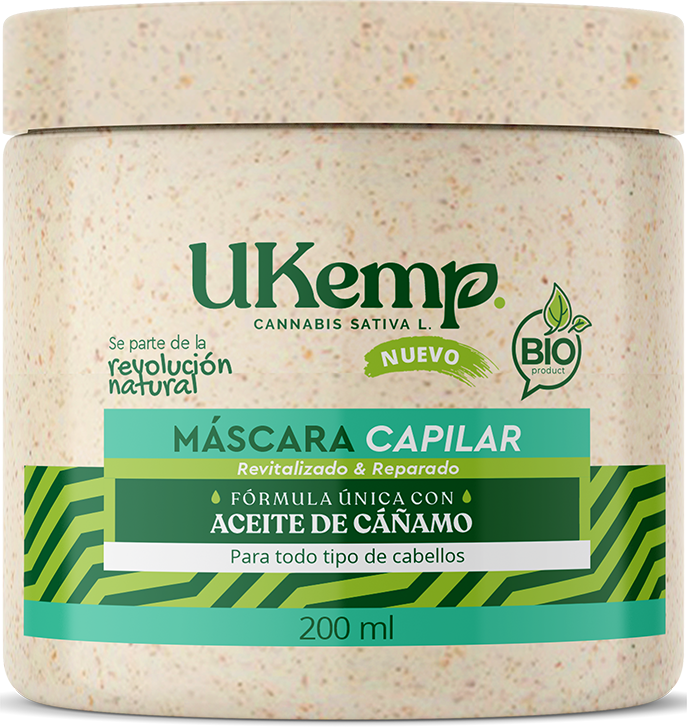 UKemp.
CANNABIS SATIVA L.
Se parte de la
revolución
natural
NUEVO
BIO
product
MÁSCARA CAPILAR
Revitalizado & Reparado
FÓRMULA ÚNICA CON
ACEITE DE CÁÑAMO
Para todo tipo de cabellos
200 ml